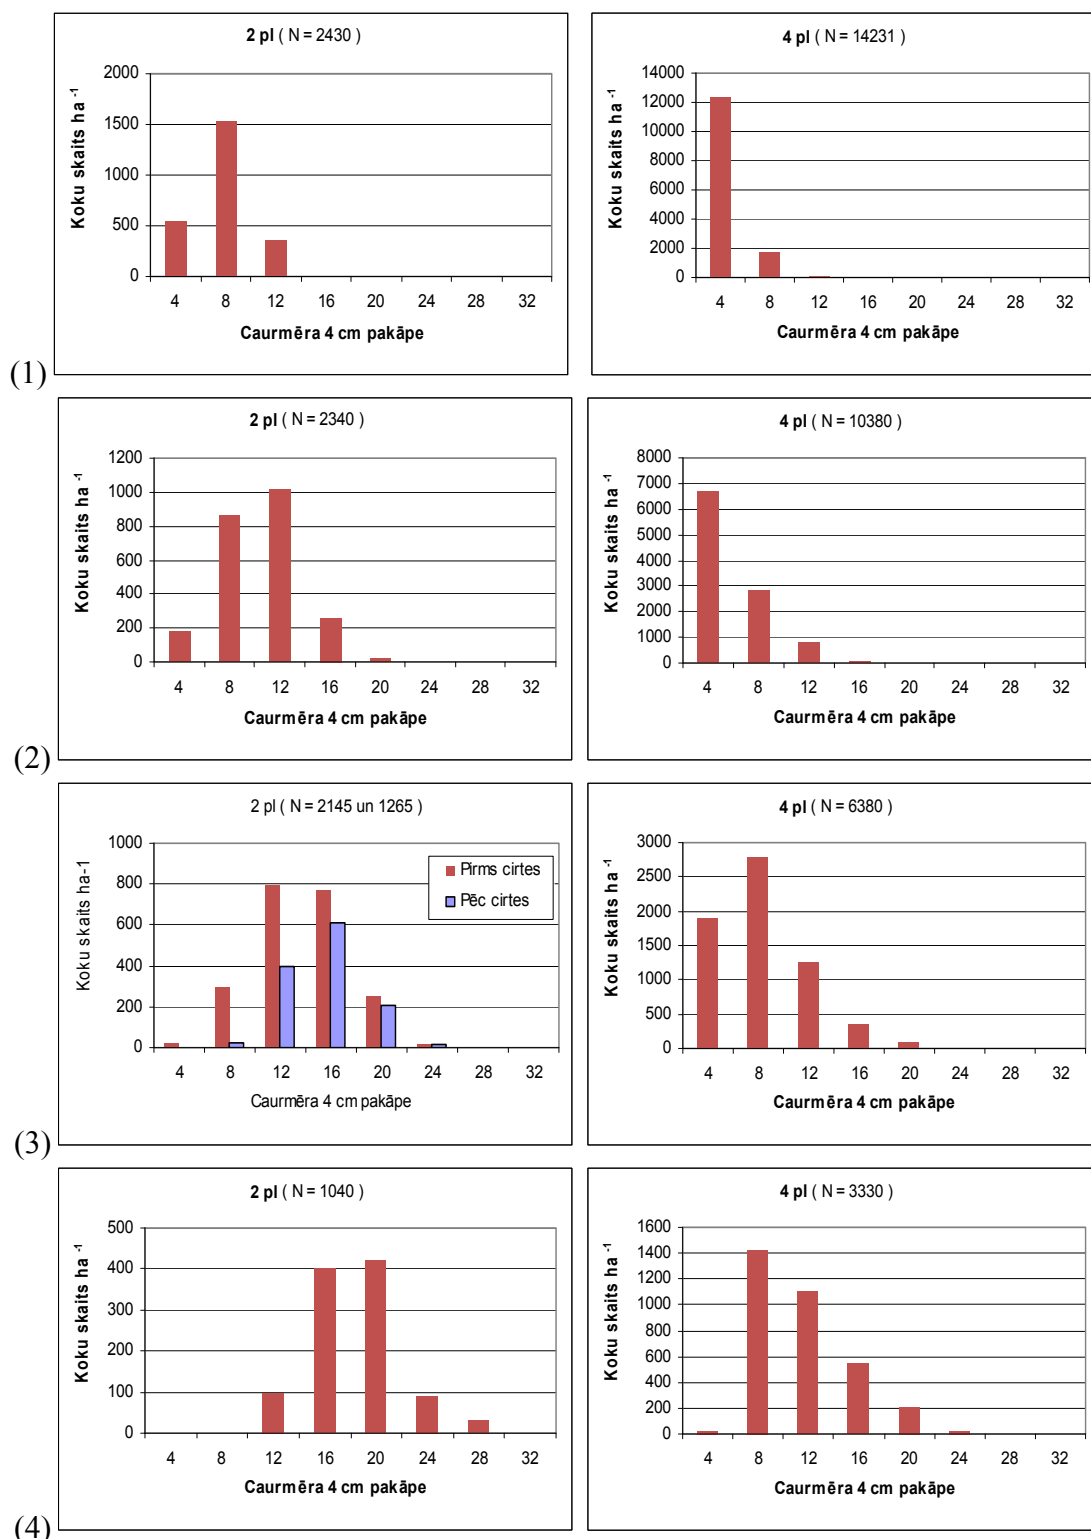 2 pl ( N = 2430 )
2000
1500
1000
500
0
Koku skaits ha -1
4 8 12 16 20 24 28 32
Caurmēra 4 cm pakāpe
4 pl ( N = 14231 )
14000
12000
10000
8000
6000
4000
2000
0
Koku skaits ha -1
4 8 12 16 20 24 28 32
Caurmēra 4 cm pakāpe
(1)
2 pl ( N = 2340 )
1200
1000
800
600
400
200
0
Koku skaits ha -1
4 8 12 16 20 24 28 32
Caurmēra 4 cm pakāpe
4 pl ( N = 10380 )
8000
7000
6000
5000
4000
3000
2000
1000
0
Koku skaits ha -1
4 8 12 16 20 24 28 32
Caurmēra 4 cm pakāpe
(2)
2 pl ( N = 2145 un 1265 )
1000
800
600
400
200
0
Koku skaits ha-1
Pirms cirtes
Pēc cirtes
4 8 12 16 20 24 28 32
Caurmēra 4 cm pakāpe
4 pl ( N = 6380 )
3000
2500
2000
1500
1000
500
0
Koku skaits ha -1
4 8 12 16 20 24 28 32
Caurmēra 4 cm pakāpe
(3)
2 pl ( N = 1040 )
500
400
300
200
100
0
Koku skaits ha -1
4 8 12 16 20 24 28 32
Caurmēra 4 cm pakāpe
4 pl ( N = 3330 )
1600
1400
1200
1000
800
600
400
200
0
Koku skaits ha -1
4 8 12 16 20 24 28 32
Caurmēra 4 cm pakāpe
(4)